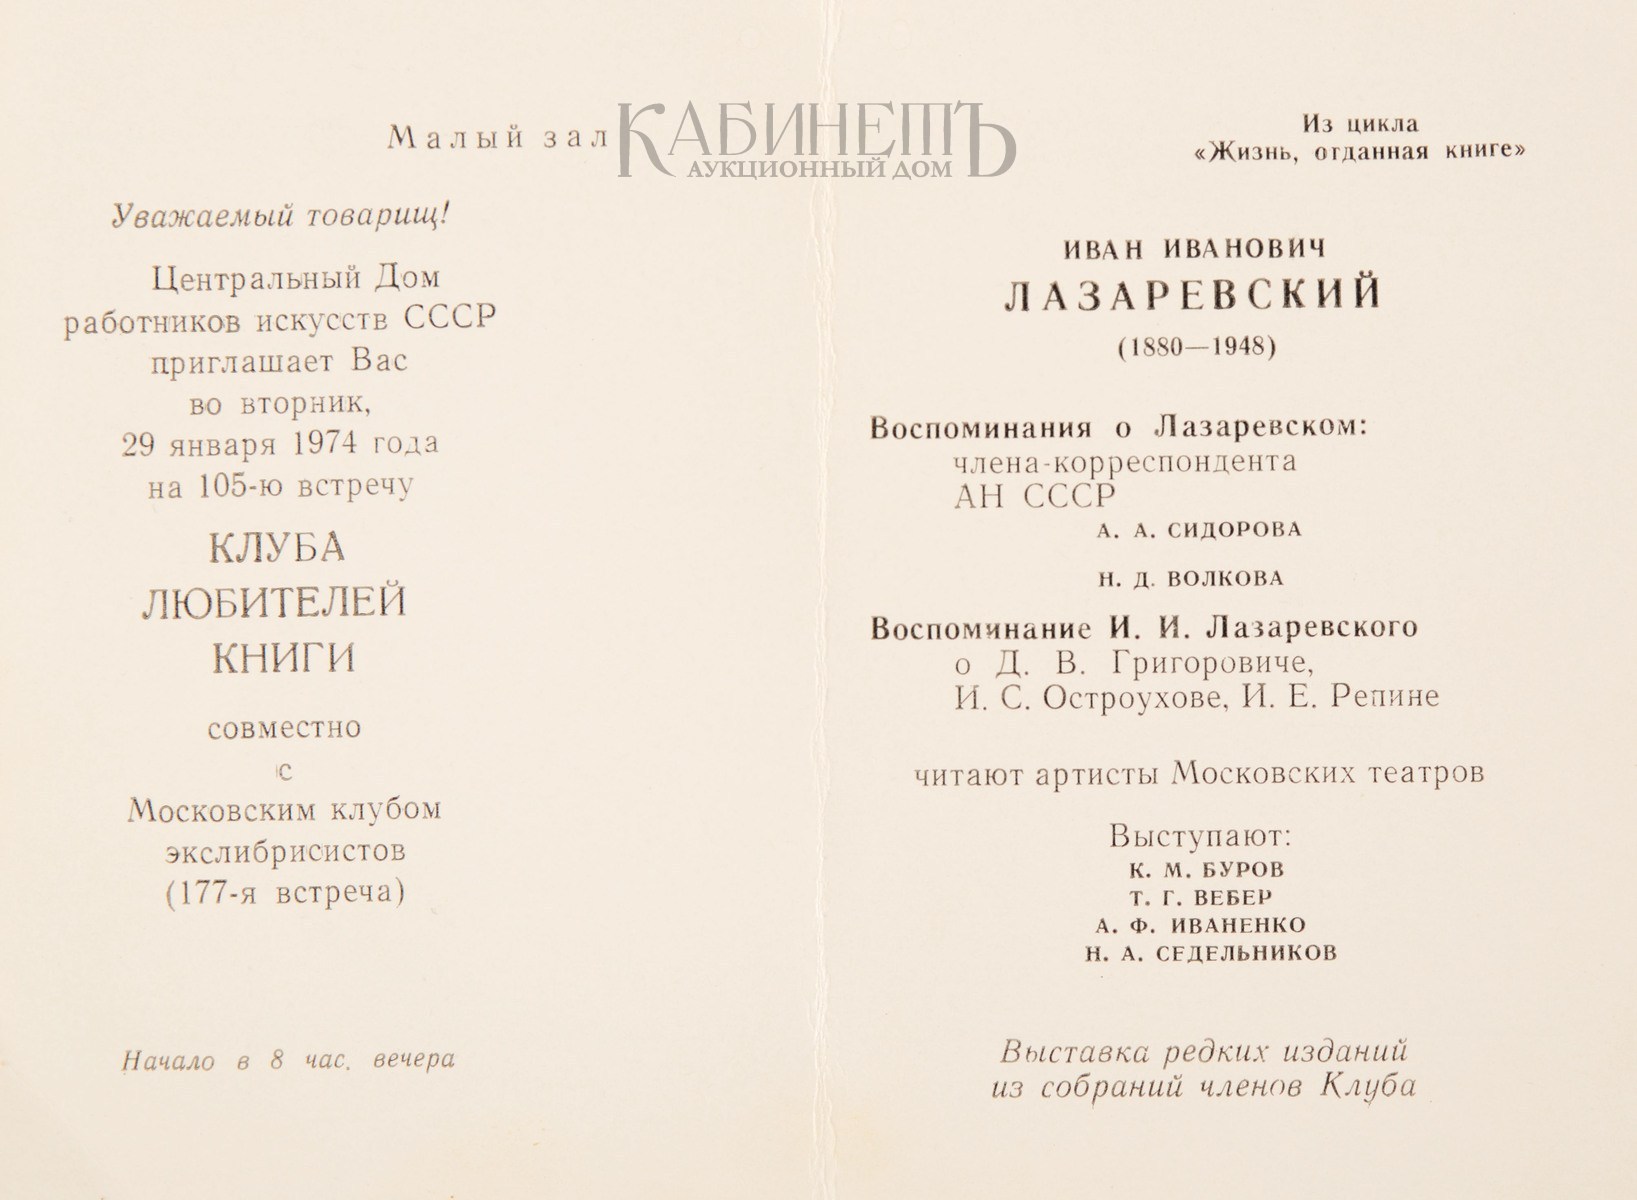 Малый зал
КАБИНЕТЪ
АУКЦИОННЫЙ ДОМ
Уважаемый товарищ!
Центральный Дом
работников искусств СССР
приглашает Вас
во вторник,
29 января 1974 года
на 105-ю встречу
КЛУБА
ЛЮБИТЕЛЕЙ
КНИГИ
совместно
с
Московским клубом
экслибрисистов
(177-я встреча)
Начало в 8 час. вечера
Из цикла
«Жизнь, отданная книге»
ИВАН ИВАНОВИЧ
ЛАЗАРЕВСКИЙ
(1880—1948)
Воспоминания о Лазаревском:
члена-корреспондента
АН СССР
А. А. СИДОРОВА
Н. Д. ВОЛКОВА
Воспоминание И. И. Лазаревского
о Д. В. Григоровиче,
И. С. Остроухове, И. Е. Репине
читают артисты Московских театров
Выступают:
К. М. БУРОВ
Т. Г. ВЕБЕР
А. Ф. ИВАНЕНКО
Н. А. СЕДЕЛЬНИКОВ
Выставка редких изданий
из собраний членов Клуба